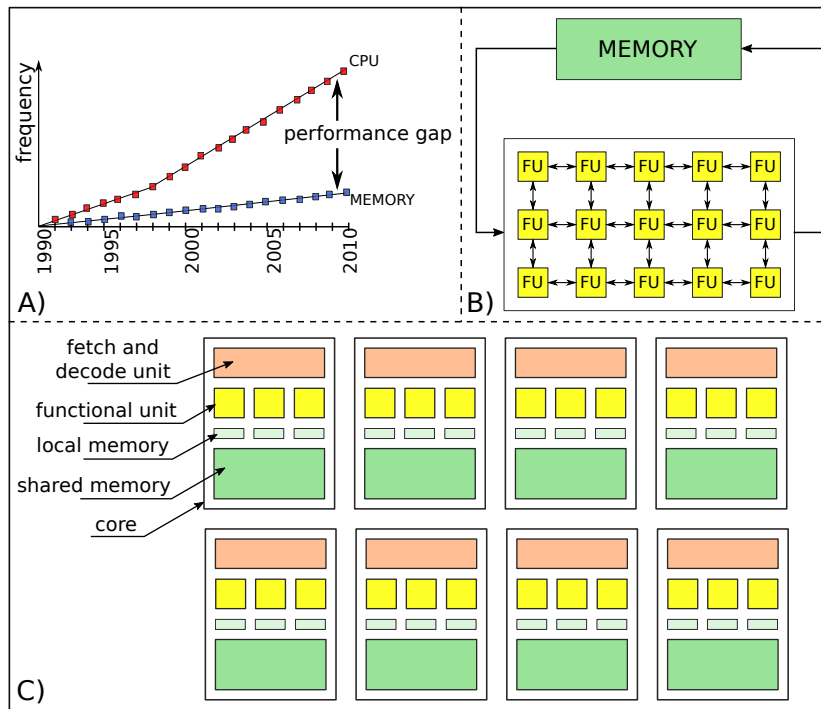 CPU
frequency
performance gap
MEMORY
1990
1995
2000
2005
2010
A)
MEMORY
FU FU FU FU FU
FU FU FU FU FU
FU FU FU FU FU
B)
fetch and
decode unit
functional unit
local memory
shared memory
core
C)